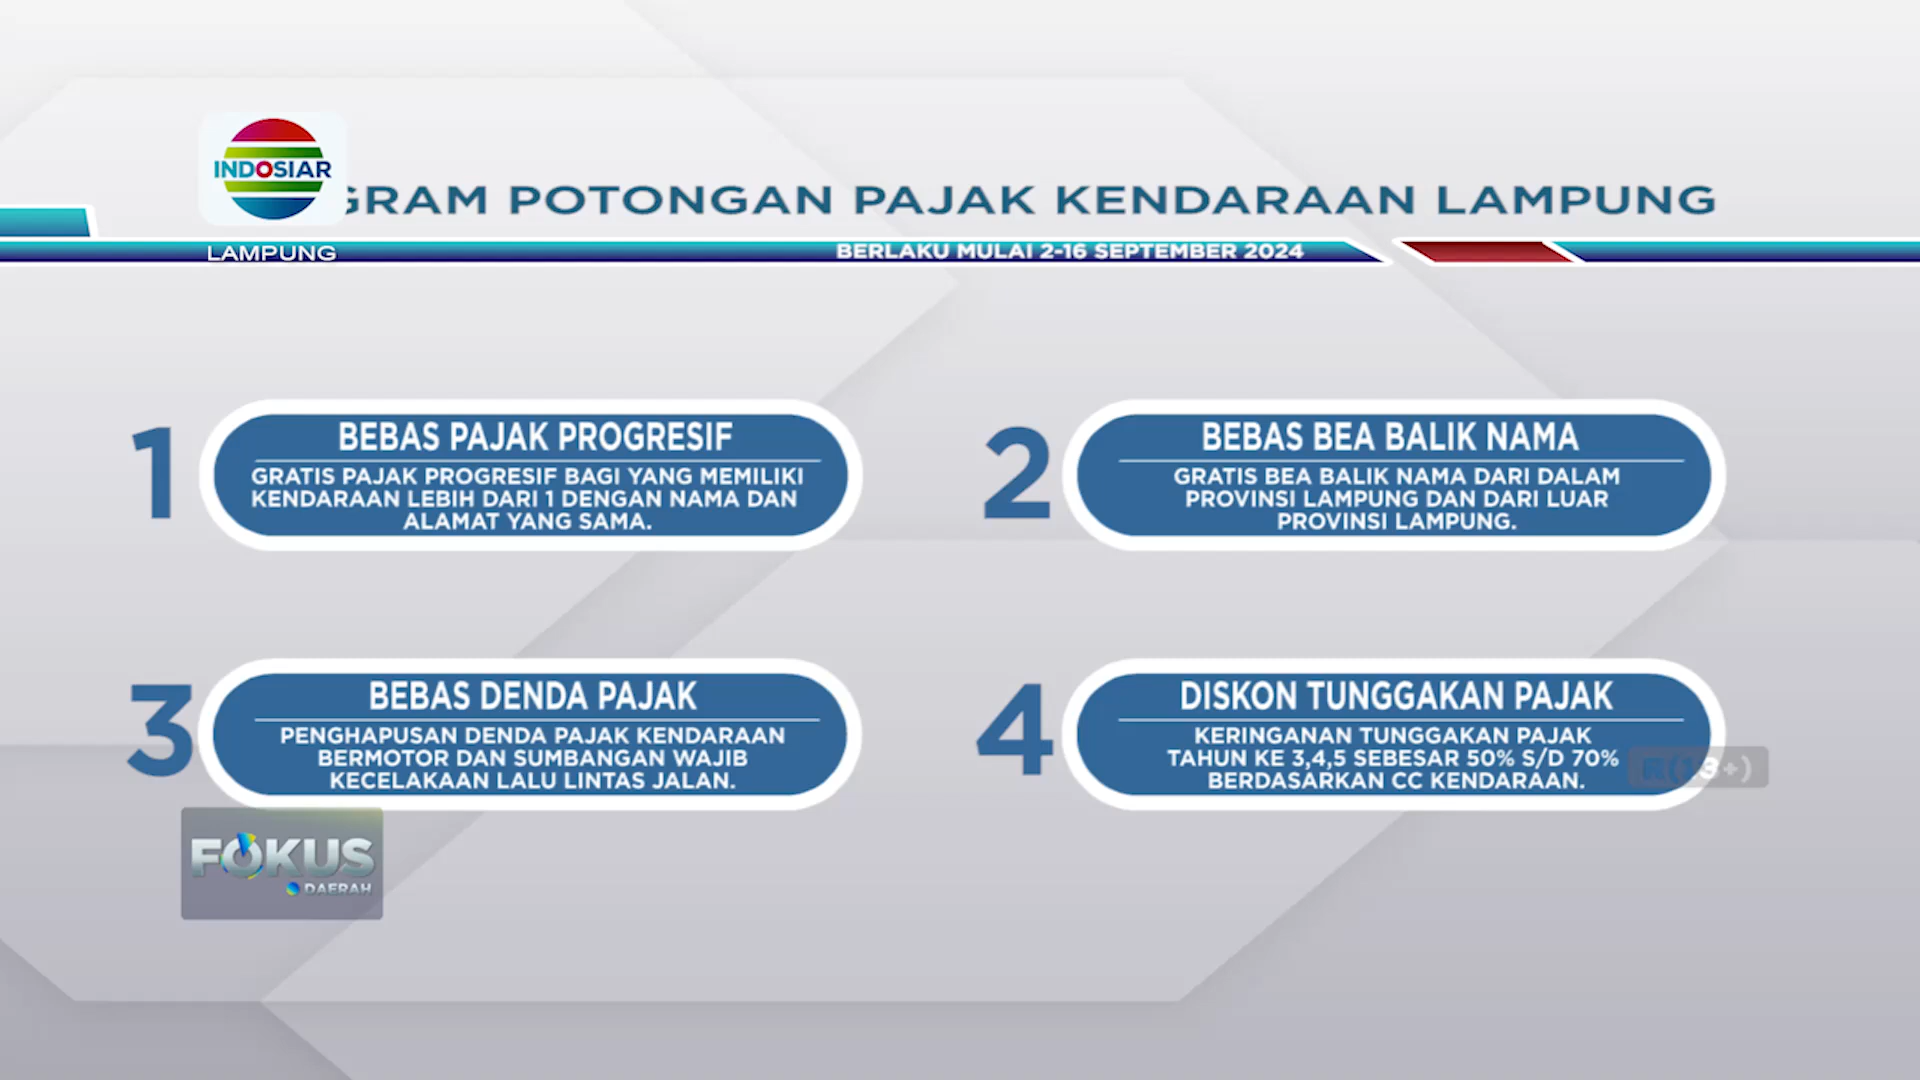 INDOSIAR
GRAM POTONGAN PAJAK KENDARAAN LAMPUNG
LAMPUNG
BERLAKU MULAI 2-16 SEPTEMBER 2024
1
BEBAS PAJAK PROGRESIF
GRATIS PAJAK PROGRESIF BAGI YANG MEMILIKI
KENDARAAN LEBIH DARI 1 DENGAN NAMA DAN
ALAMAT YANG SAMA.
2
BEBAS BEA BALIK NAMA
GRATIS BEA BALIK NAMA DARI DALAM
PROVINSI LAMPUNG DAN DARI LUAR
PROVINSI LAMPUNG.
3
BEBAS DENDA PAJAK
PENGHAPUSAN DENDA PAJAK KENDARAAN
BERMOTOR DAN SUMBANGAN WAJIB
KECELAKAAN LALU LINTAS JALAN.
4
DISKON TUNGGAKAN PAJAK
KERINGANAN TUNGGAKAN PAJAK
TAHUN KE 3,4,5 SEBESAR 50% S/D 70%
BERDASARKAN CC KENDARAAN.
R(13+)
FOKUS
DAERAH